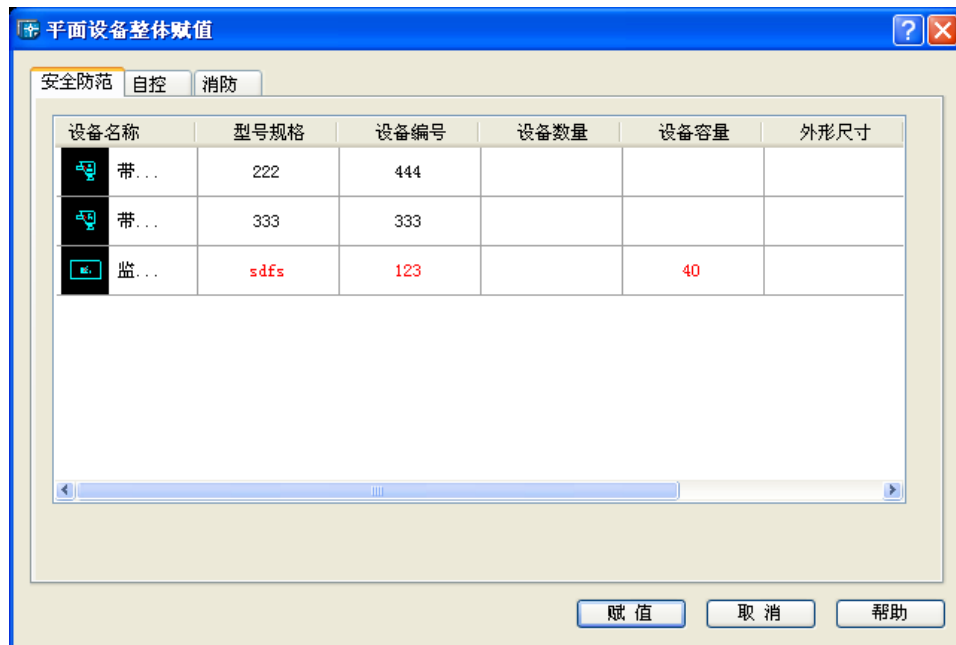 平面设备整体赋值
安全防范 自控 消防
设备名称 型号规格 设备编号 设备数量 设备容量 外形尺寸
带... 222 444
带... 333 333
监... sdfs 123 40
赋 值 取 消 帮助